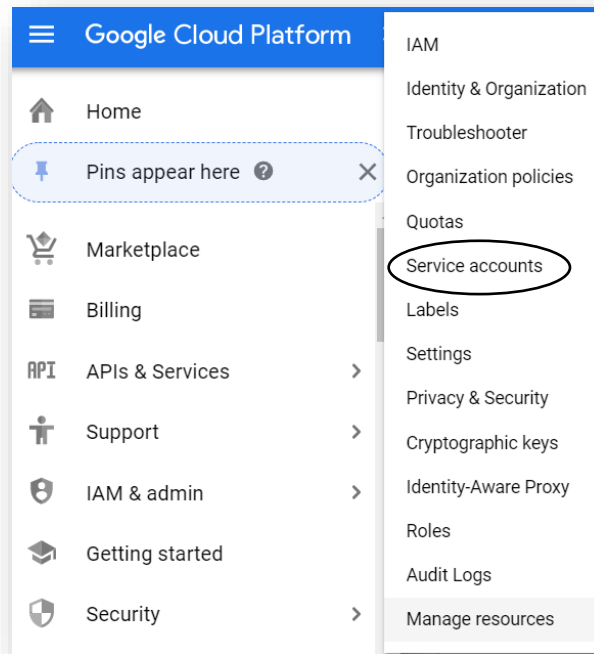 Google Cloud Platform
Home
Pins appear here
Marketplace
Billing
API APIs & Services
Support
IAM & admin
Getting started
Security
IAM
Identity & Organization
Troubleshooter
Organization policies
Quotas
Service accounts
Labels
Settings
Privacy & Security
Cryptographic keys
Identity-Aware Proxy
Roles
Audit Logs
Manage resources